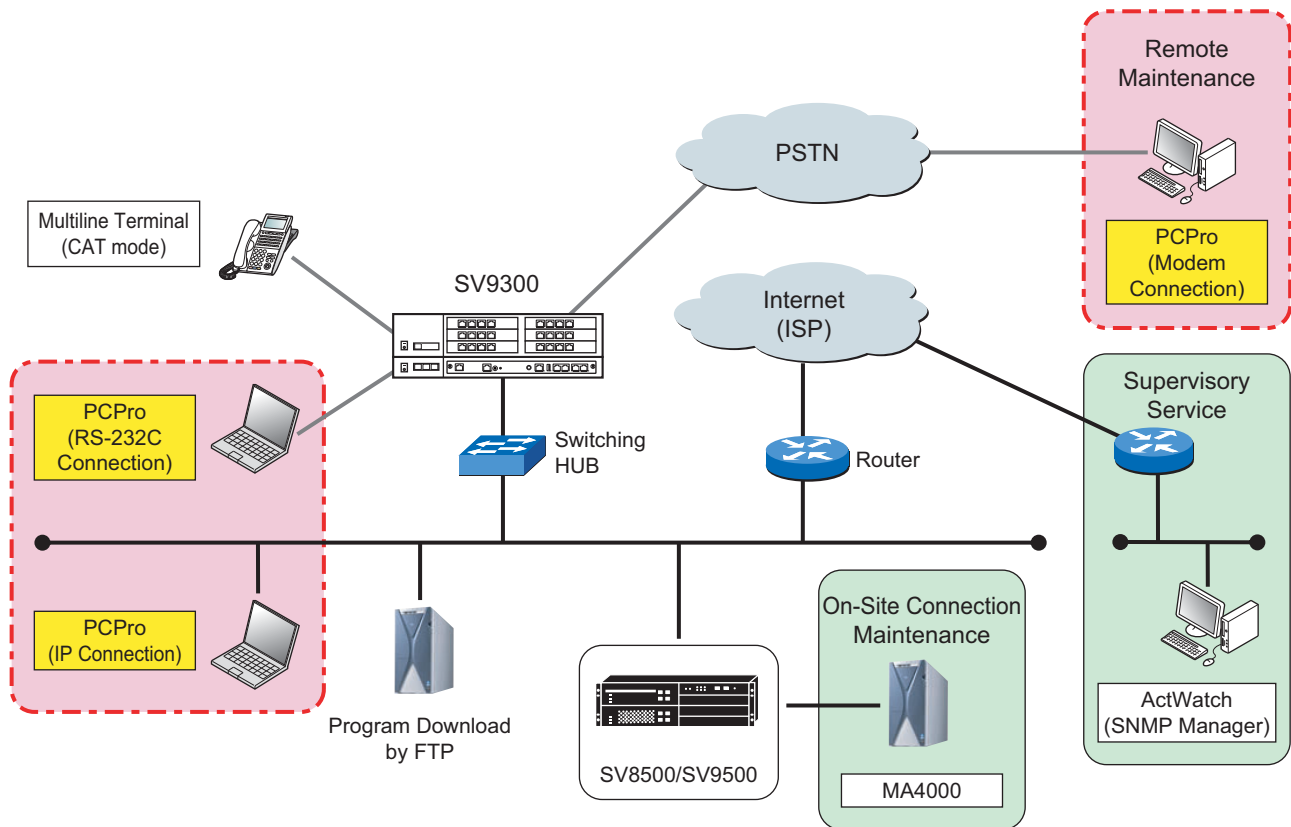 Remote
Maintenance
PSTN
PCPro
(Modem
Connection)
Multiline Terminal
(CAT mode)
SV9300
Internet
(ISP)
Supervisory
Service
PCPro
(RS-232C
Connection)
Switching
HUB
Router
PCPro
(IP Connection)
Program Download
by FTP
SV8500/SV9500
On-Site Connection
Maintenance
MA4000
ActWatch
(SNMP Manager)